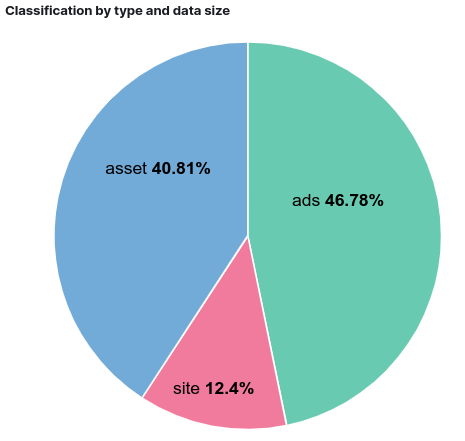 Classification by type and data size
asset 40.81%
ads 46.78%
site 12.4%